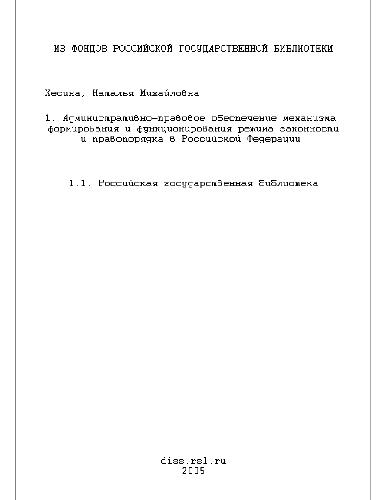 ИЗ ФОНДОВ РОССИЙСКОЙ ГОСУДАРСТВЕННОЙ БИБЛИОТЕКИ
Хесина, Наталья Михайловна
1. Административно-правовое обеспечение механизма
формирования и функционирования режима законности
и правопорядка в Российской Федерации
1.1. Российская государственная библиотека
diss.rsl.ru
2005